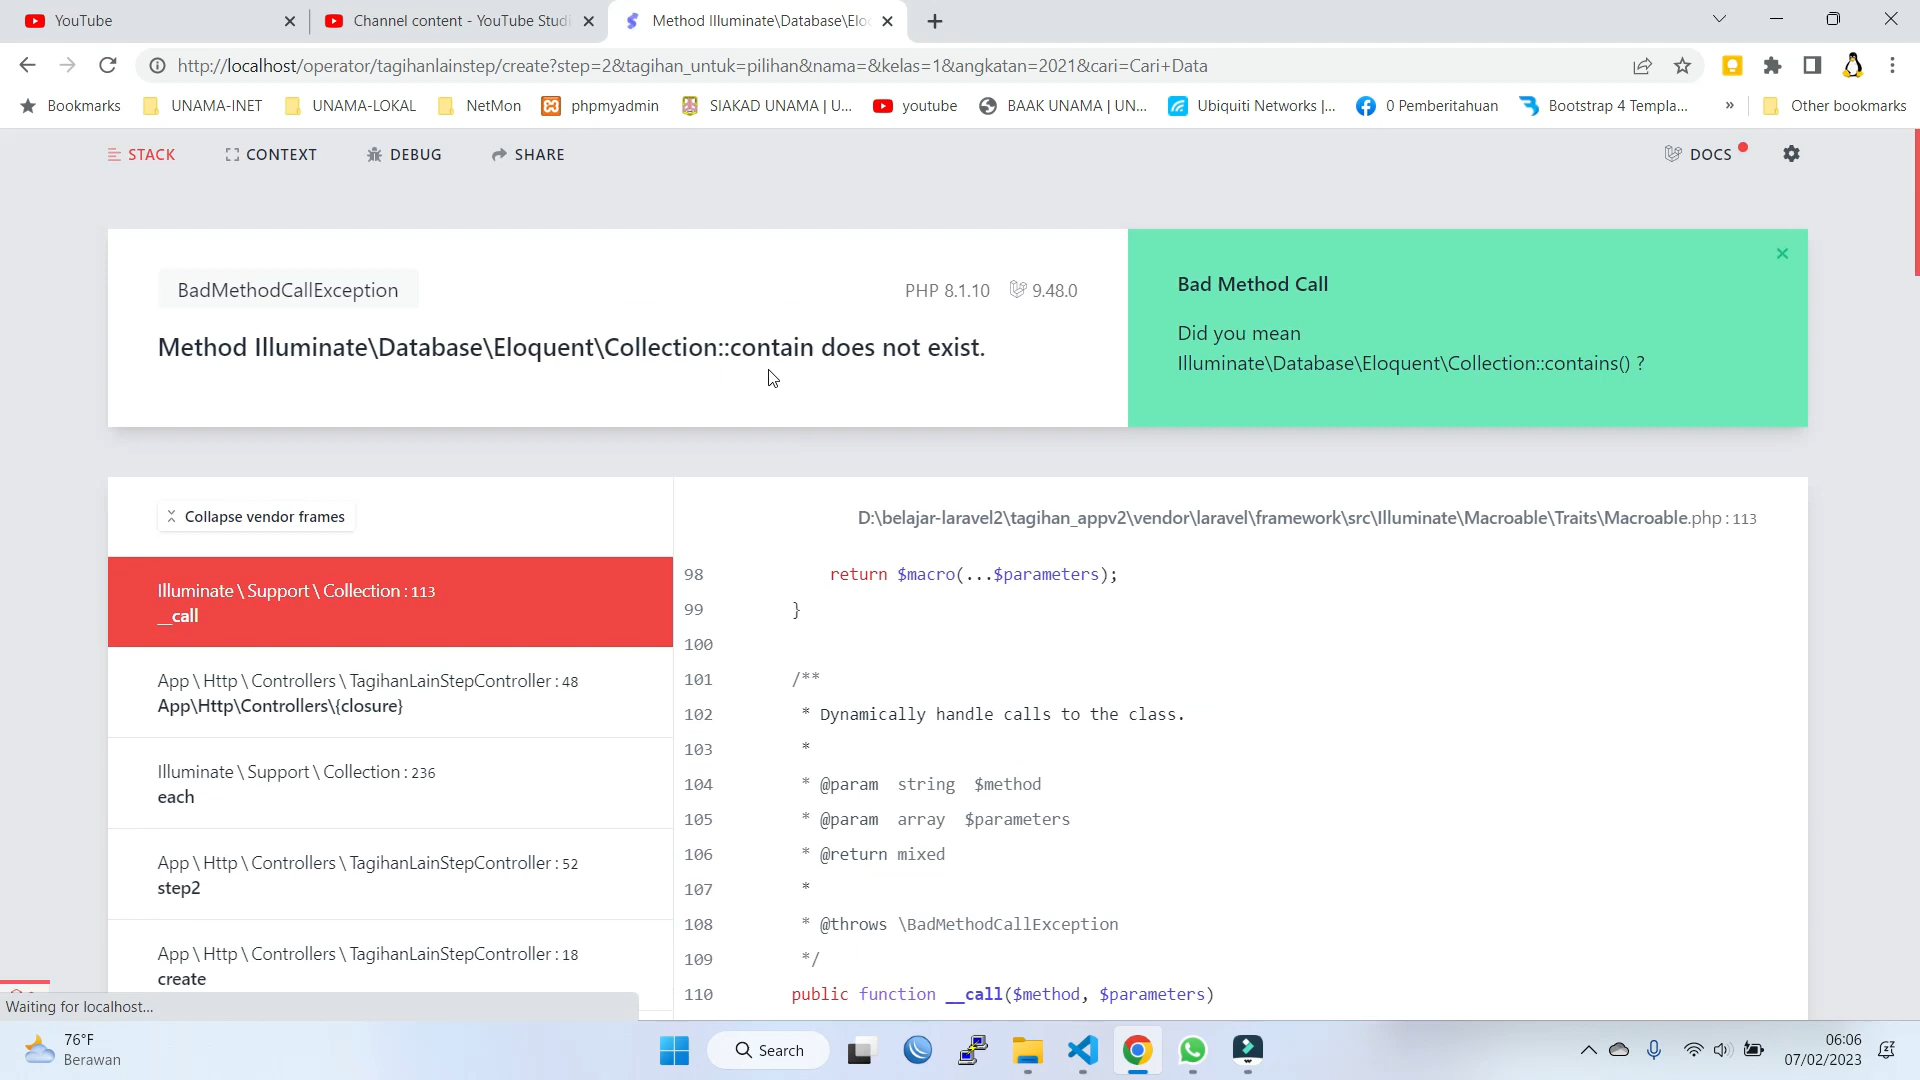 YouTube
Channel content - YouTube Studi
Method Illuminate\Database\Eloc
http://localhost/operator/tagihanlainstep/create?step=2&tagihan_untuk=pilihan&nama=&kelas=1&angkatan=2021&cari=Cari+Data
Bookmarks
UNAMA-INET
UNAMA-LOKAL
NetMon
phpmyadmin
SIAKAD UNAMA | U...
youtube
BAAK UNAMA | UN...
Ubiquiti Networks |...
0 Pemberitahuan
Bootstrap 4 Templa...
»
Other bookmarks
STACK
CONTEXT
DEBUG
SHARE
DOCS
BadMethodCallException
PHP 8.1.10
9.48.0
Method Illuminate\Database\Eloquent\Collection::contain does not exist.
Bad Method Call
Did you mean
Illuminate\Database\Eloquent\Collection::contains() ?
Collapse vendor frames
Illuminate \ Support \ Collection : 113
__call
App \ Http \ Controllers \ TagihanLainStepController : 48
App\Http\Controllers\{closure}
Illuminate \ Support \ Collection : 236
each
App \ Http \ Controllers \ TagihanLainStepController : 52
step2
App \ Http \ Controllers \ TagihanLainStepController : 18
create
D:\belajar-laravel2\tagihan_appv2\vendor\laravel\framework\src\Illuminate\Macroable\Traits\Macroable.php : 113
98 return $macro(...$parameters);
99 }
100
101 /**
102 * Dynamically handle calls to the class.
103 *
104 * @param string $method
105 * @param array $parameters
106 * @return mixed
107 *
108 * @throws \BadMethodCallException
109 */
110 public function __call($method, $parameters)
Waiting for localhost...
76°F
Berawan
Search
06:06
07/02/2023